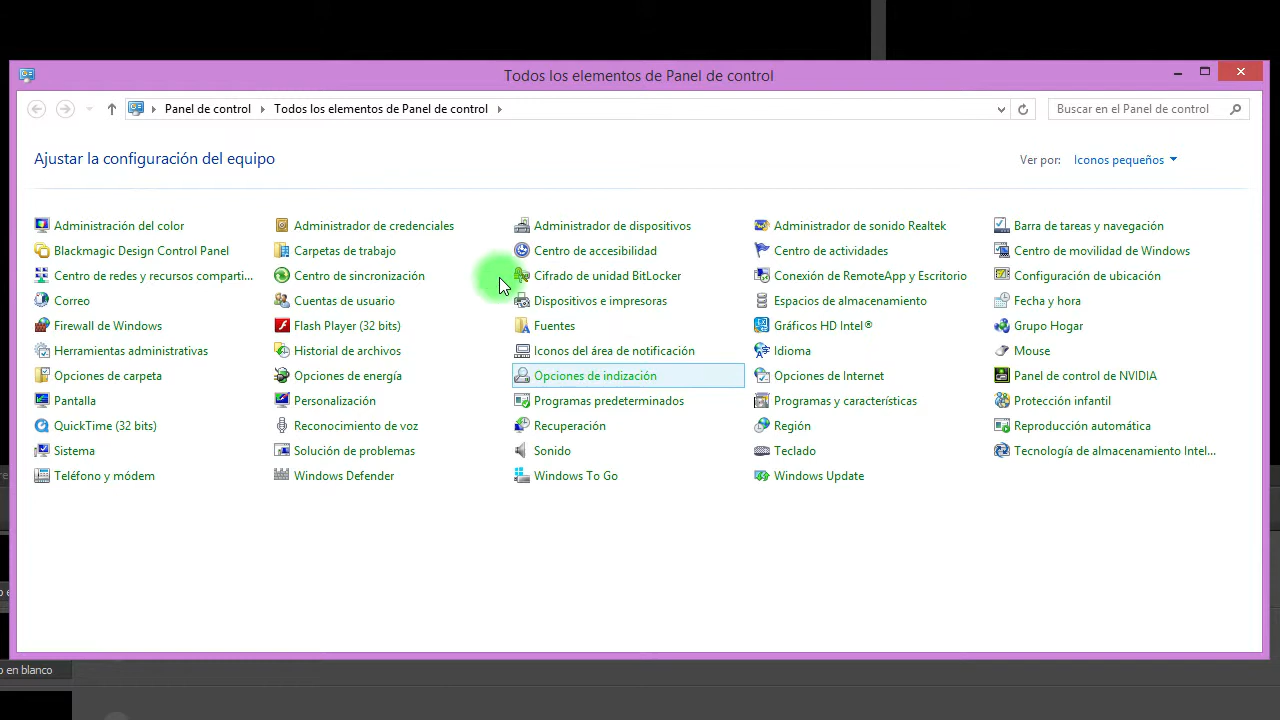 Todos los elementos de Panel de control
Panel de control
Todos los elementos de Panel de control
Buscar en el Panel de control
Ajustar la configuración del equipo
Ver por:
Iconos pequeños
Administración del color
Administrador de credenciales
Administrador de dispositivos
Administrador de sonido Realtek
Barra de tareas y navegación
Blackmagic Design Control Panel
Carpetas de trabajo
Centro de accesibilidad
Centro de actividades
Centro de movilidad de Windows
Centro de redes y recursos comparti...
Centro de sincronización
Cifrado de unidad BitLocker
Conexión de RemoteApp y Escritorio
Configuración de ubicación
Correo
Cuentas de usuario
Dispositivos e impresoras
Espacios de almacenamiento
Fecha y hora
Firewall de Windows
Flash Player (32 bits)
Fuentes
Gráficos HD Intel®
Grupo Hogar
Herramientas administrativas
Historial de archivos
Iconos del área de notificación
Idioma
Mouse
Opciones de carpeta
Opciones de energía
Opciones de indización
Opciones de Internet
Panel de control de NVIDIA
Pantalla
Personalización
Programas predeterminados
Programas y características
Protección infantil
QuickTime (32 bits)
Reconocimiento de voz
Recuperación
Región
Reproducción automática
Sistema
Solución de problemas
Sonido
Teclado
Tecnología de almacenamiento Intel...
Teléfono y módem
Windows Defender
Windows To Go
Windows Update
en blanco